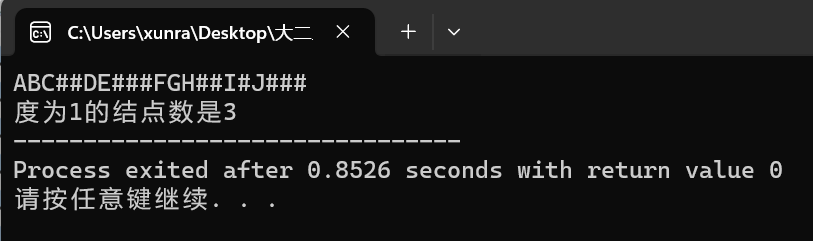 C:\Users\xunra\Desktop\大二
ABC##DE###FGH##I#J###
度为1的结点数是3
--------------------------------
Process exited after 0.8526 seconds with return value 0
请按任意键继续. . .